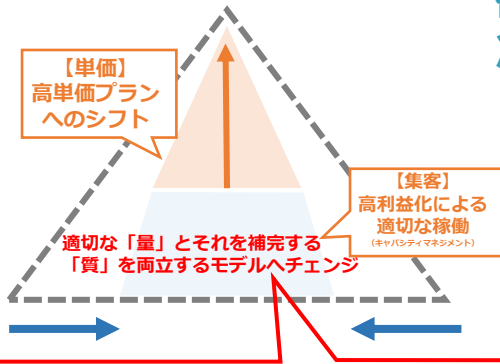 【単価】
高単価プラン
へのシフト
【集客】
高利益化による
適切な稼働
（キャパシティマネジメント）
適切な「量」とそれを補完する
「質」を両立するモデルへチェンジ